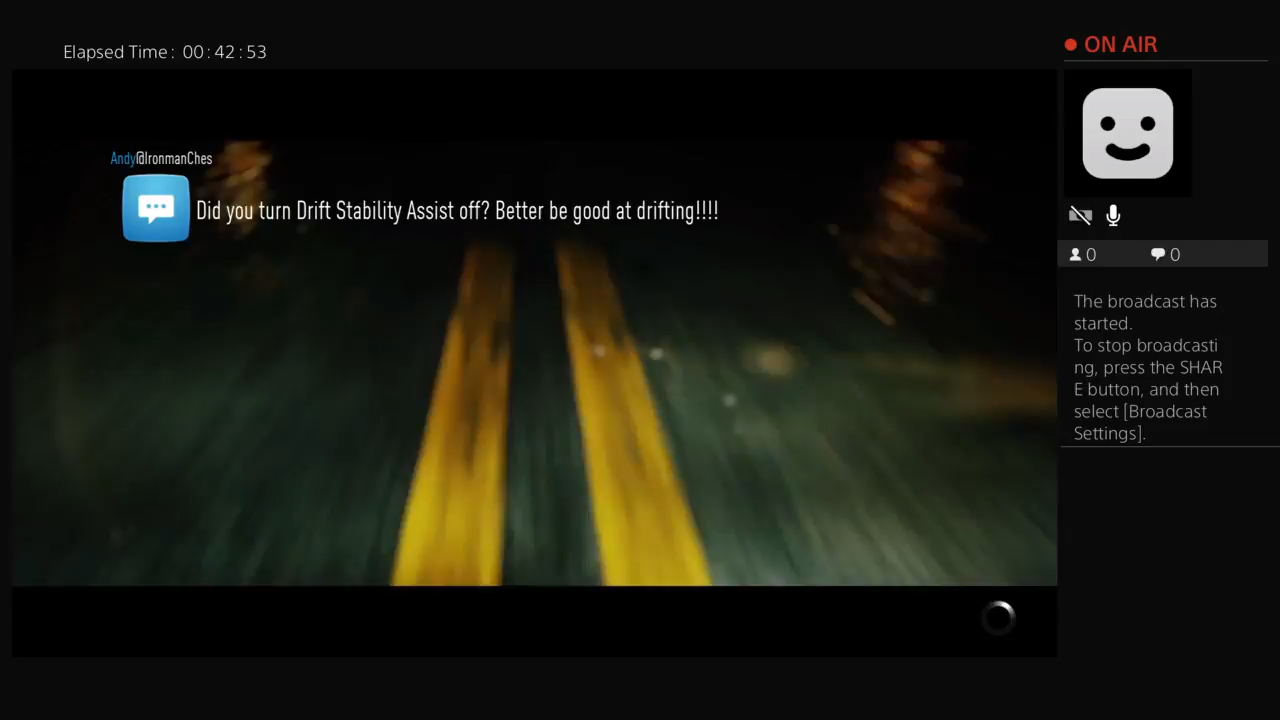 Elapsed Time: 00:42:53
ON AIR
Andy@IronmanChes
Did you turn Drift Stability Assist off? Better be good at drifting!!!!
0 0
The broadcast has
started.
To stop broadcasti
ng, press the SHAR
E button, and then
select [Broadcast
Settings].